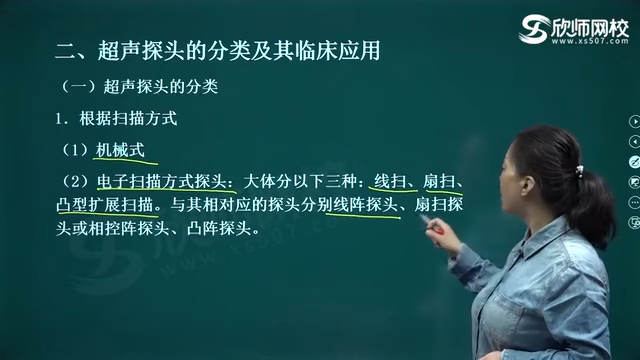 欣师网校
www.xs507.com
二、超声探头的分类及其临床应用
（一）超声探头的分类
1．根据扫描方式
（1）机械式
（2）电子扫描方式探头：大体分以下三种：线扫、扇扫、
凸型扩展扫描。与其相对应的探头分别线阵探头、扇扫探
头或相控阵探头、凸阵探头。